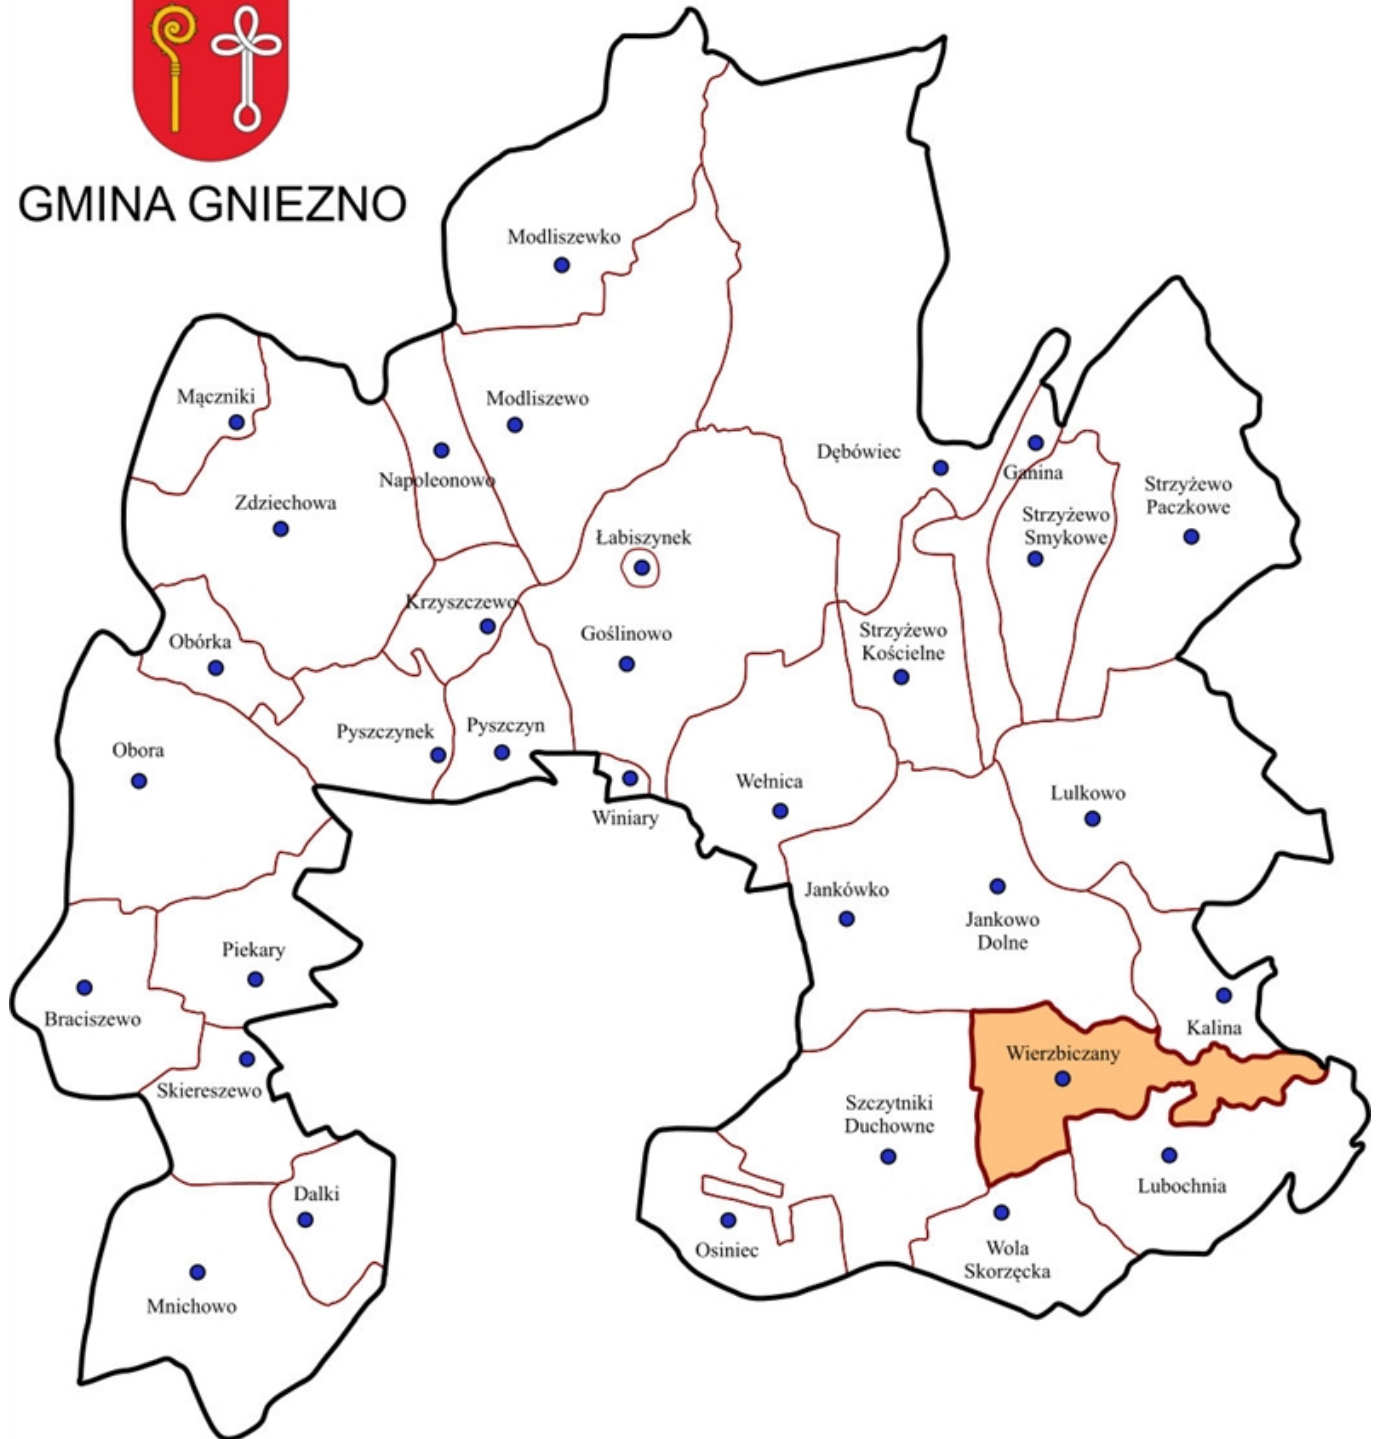 GMINA GNIEZNO
Modliszewko
Mączniki
Modliszewo
Napoleonowo
Zdziechowa
Dębówiec
Ganina
Strzyżewo
Paczkowe
Strzyżewo
Smykowe
Łabiszynek
Krzyszczewo
Goślinowo
Obórka
Strzyżewo
Kościelne
Pyszczynek
Pyszczyn
Obora
Wełnica
Winiary
Lulkowo
Jankówko
Jankowo
Dolne
Piekary
Braciszewo
Kalina
Wierzbiczany
Skiereszewo
Szczytniki
Duchowne
Lubochnia
Dalki
Osiniec
Wola
Skorzęcka
Mnichowo